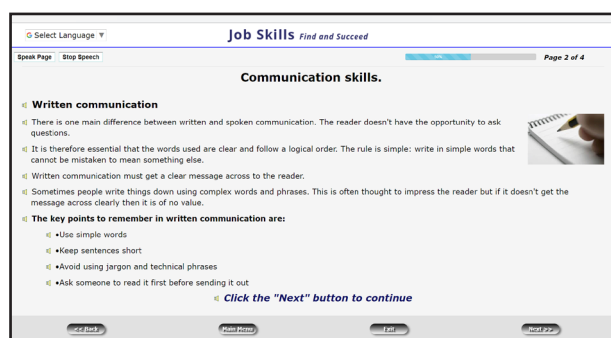 G Select Language ▼
Job Skills Find and Succeed
Speak Page Stop Speech
Page 2 of 4
Communication skills.
Written communication
There is one main difference between written and spoken communication. The reader doesn't have the opportunity to ask
questions.
It is therefore essential that the words used are clear and follow a logical order. The rule is simple: write in simple words that
cannot be mistaken to mean something else.
Written communication must get a clear message across to the reader.
Sometimes people write things down using complex words and phrases. This is often thought to impress the reader but if it doesn't get the
message across clearly then it is of no value.
The key points to remember in written communication are:
•Use simple words
•Keep sentences short
•Avoid using jargon and technical phrases
•Ask someone to read it first before sending it out
Click the "Next" button to continue
<< Back Main Menu Exit Next >>